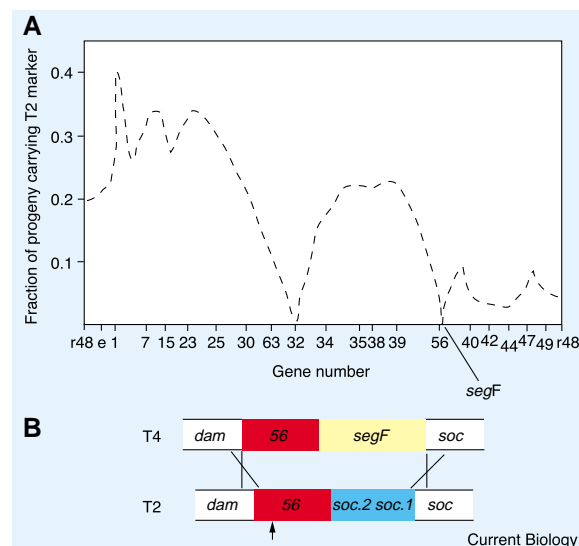 A
Fraction of progeny carrying T2 marker
0.4
0.3
0.2
0.1
r48 e 1 7 15 23 25 30 63 32 34 35 38 39 56 40 42 44 47 49 r48
Gene number
segF
B
T4 dam 56 segF soc
T2 dam 56 soc.2 soc.1 soc
Current Biology